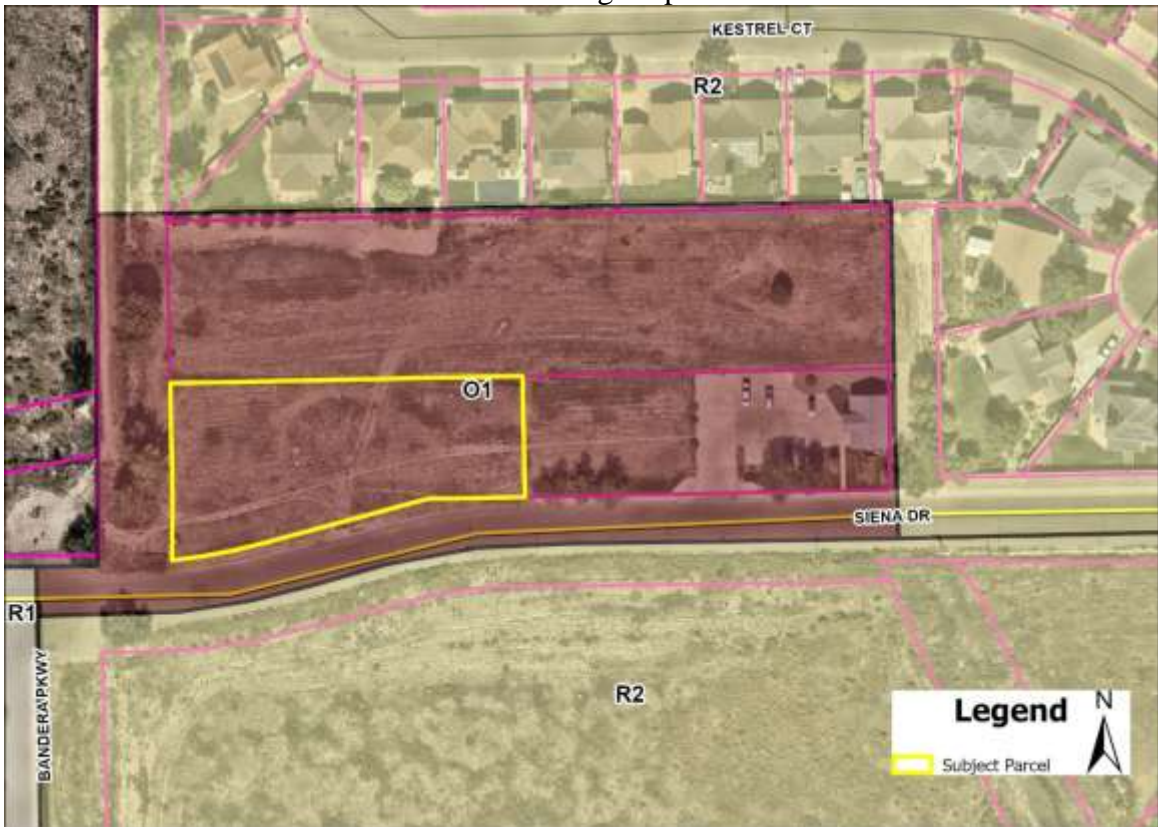 KESTREL CT
R2
O1
SIENA DR
R1
BANDERA PKWY
R2
Legend
N
Subject Parcel